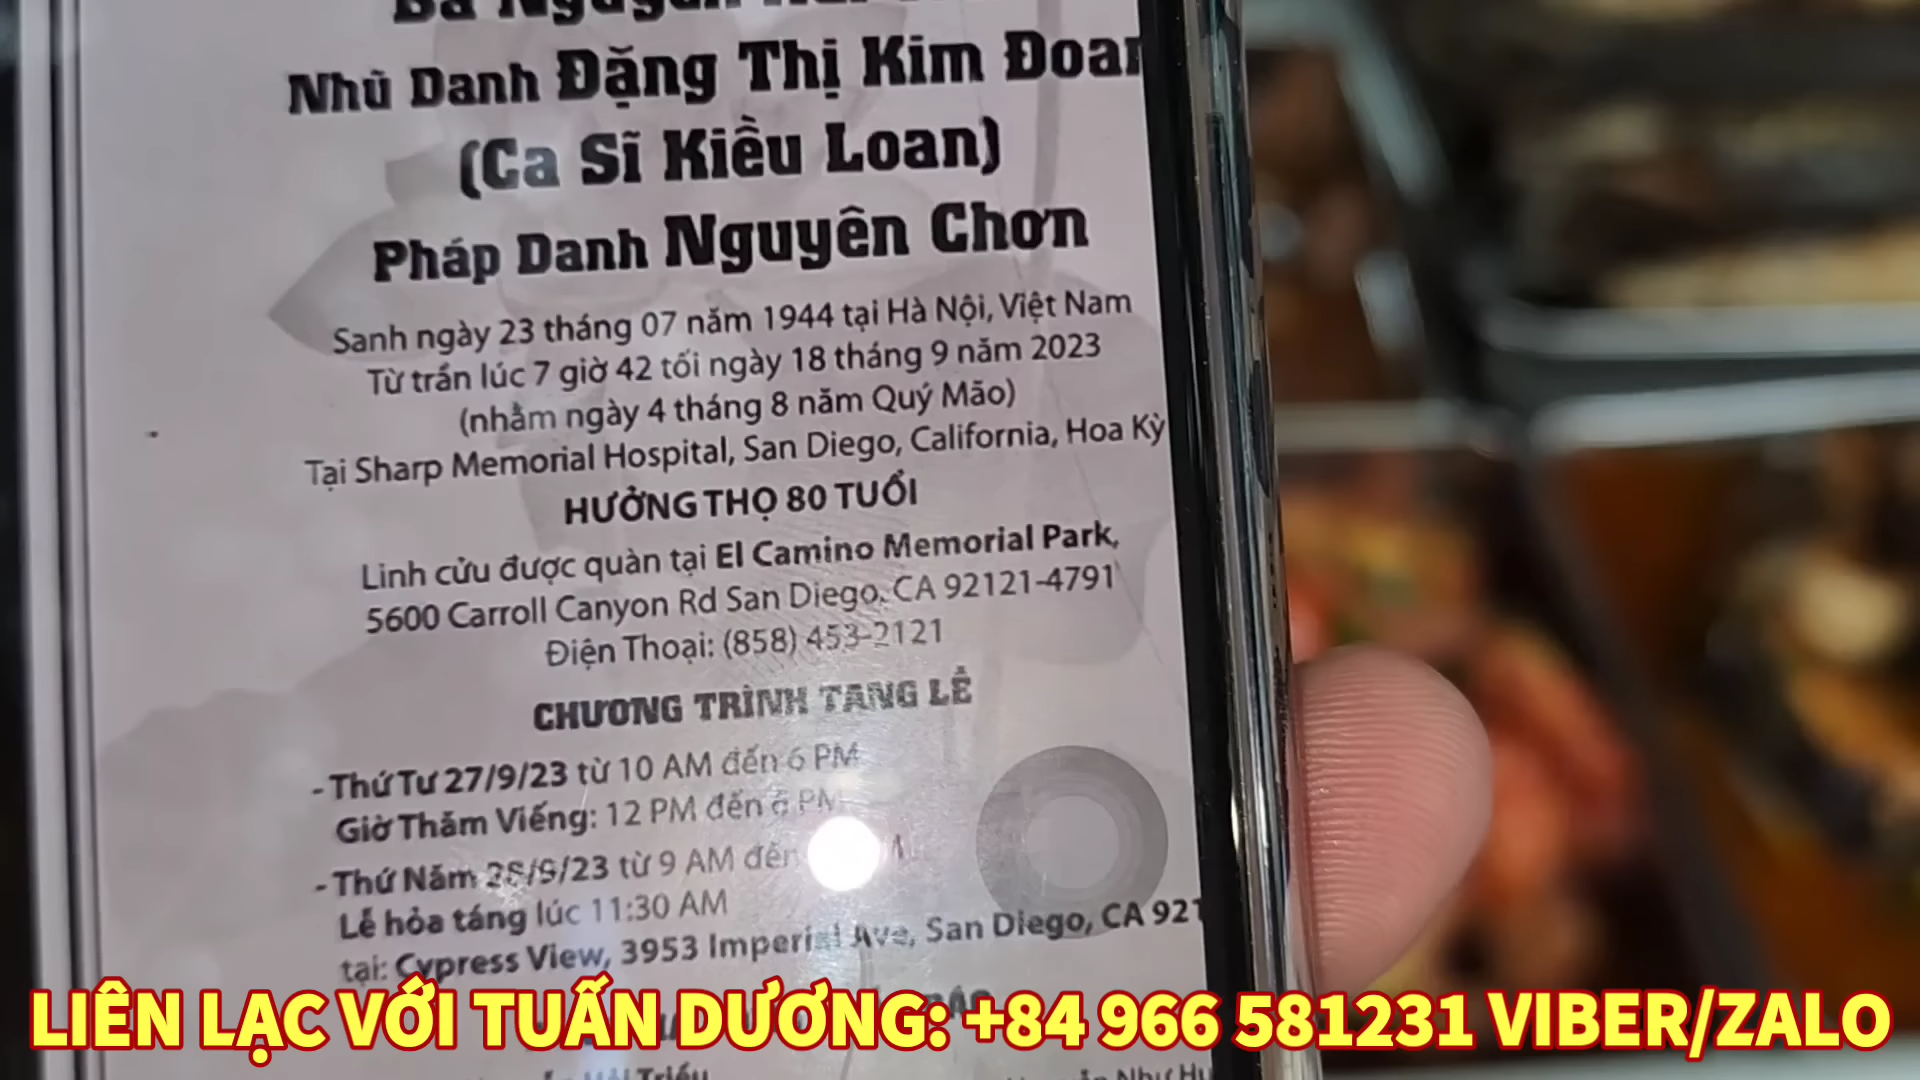 Bà Nguyễn
Nhũ Danh Đặng Thị Kim Đoan
(Ca Sĩ Kiều Loan)
Pháp Danh Nguyên Chơn
Sanh ngày 23 tháng 07 năm 1944 tại Hà Nội, Việt Nam
Từ trần lúc 7 giờ 42 tối ngày 18 tháng 9 năm 2023
(nhằm ngày 4 tháng 8 năm Quý Mão)
Tại Sharp Memorial Hospital, San Diego, California, Hoa Kỳ
HƯỞNG THỌ 80 TUỔI
Linh cửu được quàn tại El Camino Memorial Park,
5600 Carroll Canyon Rd San Diego, CA 92121-4791
Điện Thoại: (858) 453-2121
CHƯƠNG TRÌNH TANG LỄ
- Thứ Tư 27/9/23 từ 10 AM đến 6 PM
Giờ Thăm Viếng: 12 PM đến 6 PM
- Thứ Năm 28/9/23 từ 9 AM đến
Lễ hỏa táng lúc 11:30 AM
tại: Cypress View, 3953 Imperial Ave, San Diego, CA 921
LIÊN LẠC VỚI TUẤN DƯƠNG: +84 966 581231 VIBER/ZALO